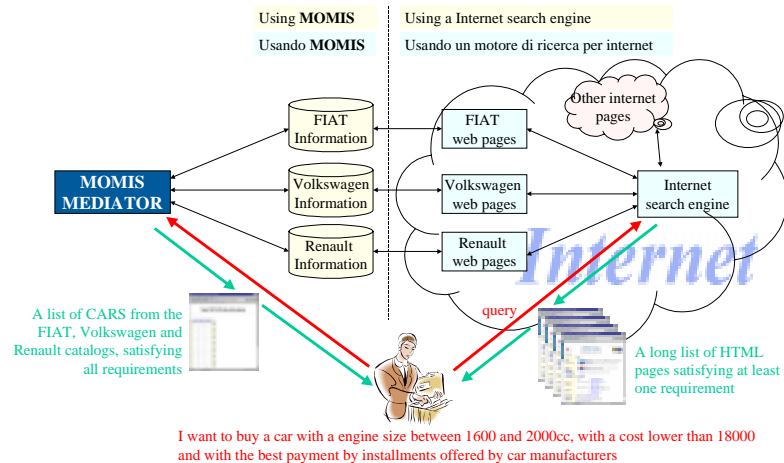 Using MOMIS
Using a Internet search engine
Usando MOMIS
Usando un motore di ricerca per internet
Other internet
pages
FIAT
Information
FIAT
web pages
MOMIS
MEDIATOR
Volkswagen
Information
Volkswagen
web pages
Internet
search engine
Renault
Information
Renault
web pages
Internet
query
A list of CARS from the
FIAT, Volkswagen and
Renault catalogs, satisfying
all requirements
A long list of HTML
pages satisfying at least
one requirement
I want to buy a car with a engine size between 1600 and 2000cc, with a cost lower than 18000
and with the best payment by installments offered by car manufacturers